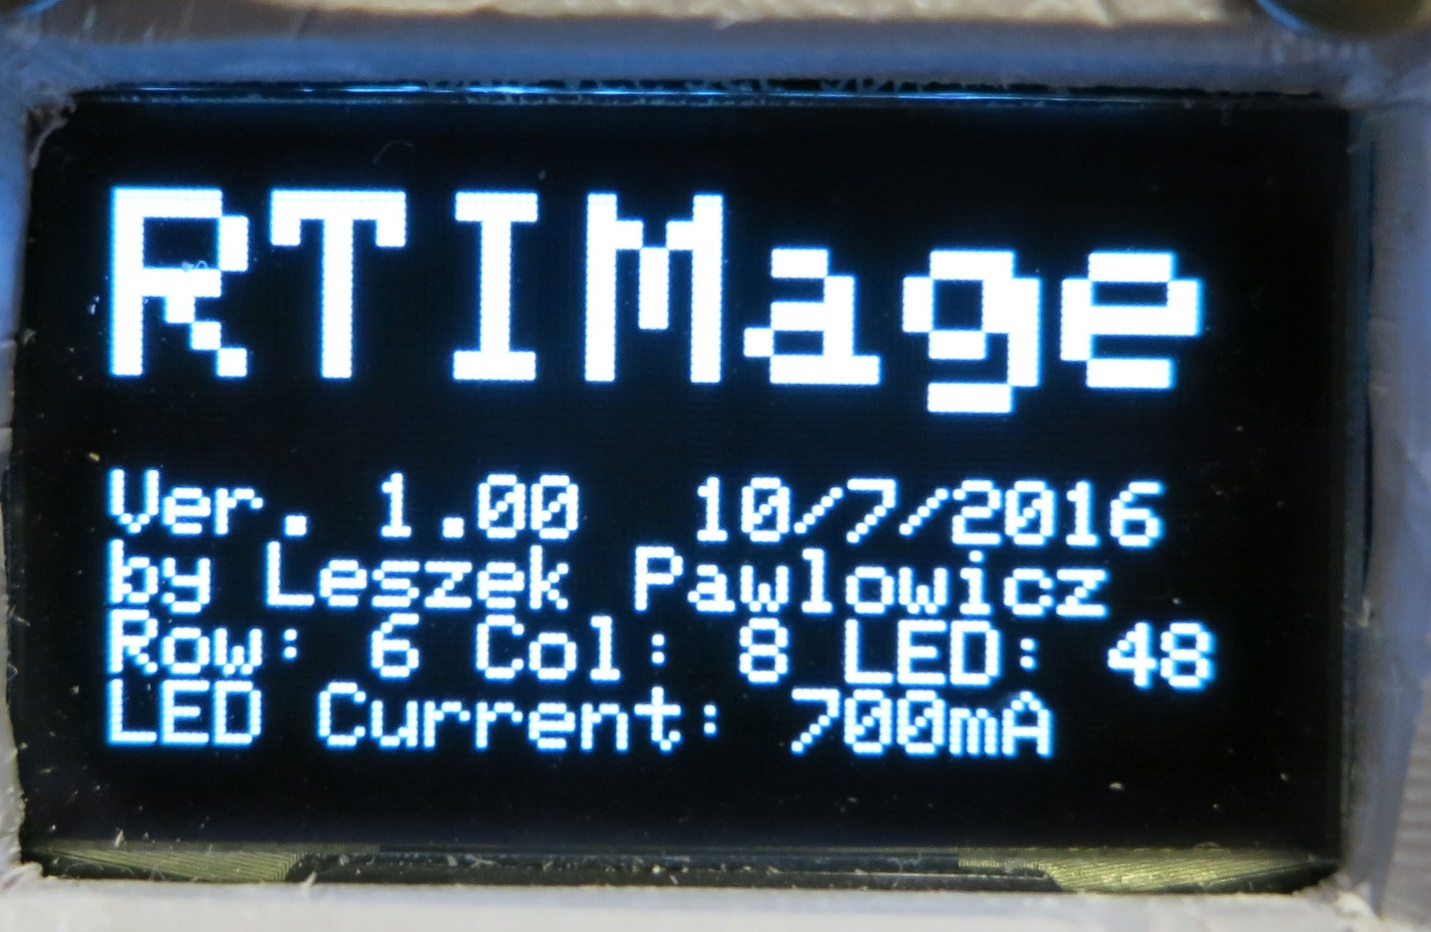 RTIMage
Ver. 1.00 10/7/2016
by Leszek Pawlowicz
Row: 6 Col: 8 LED: 48
LED Current: 700mA